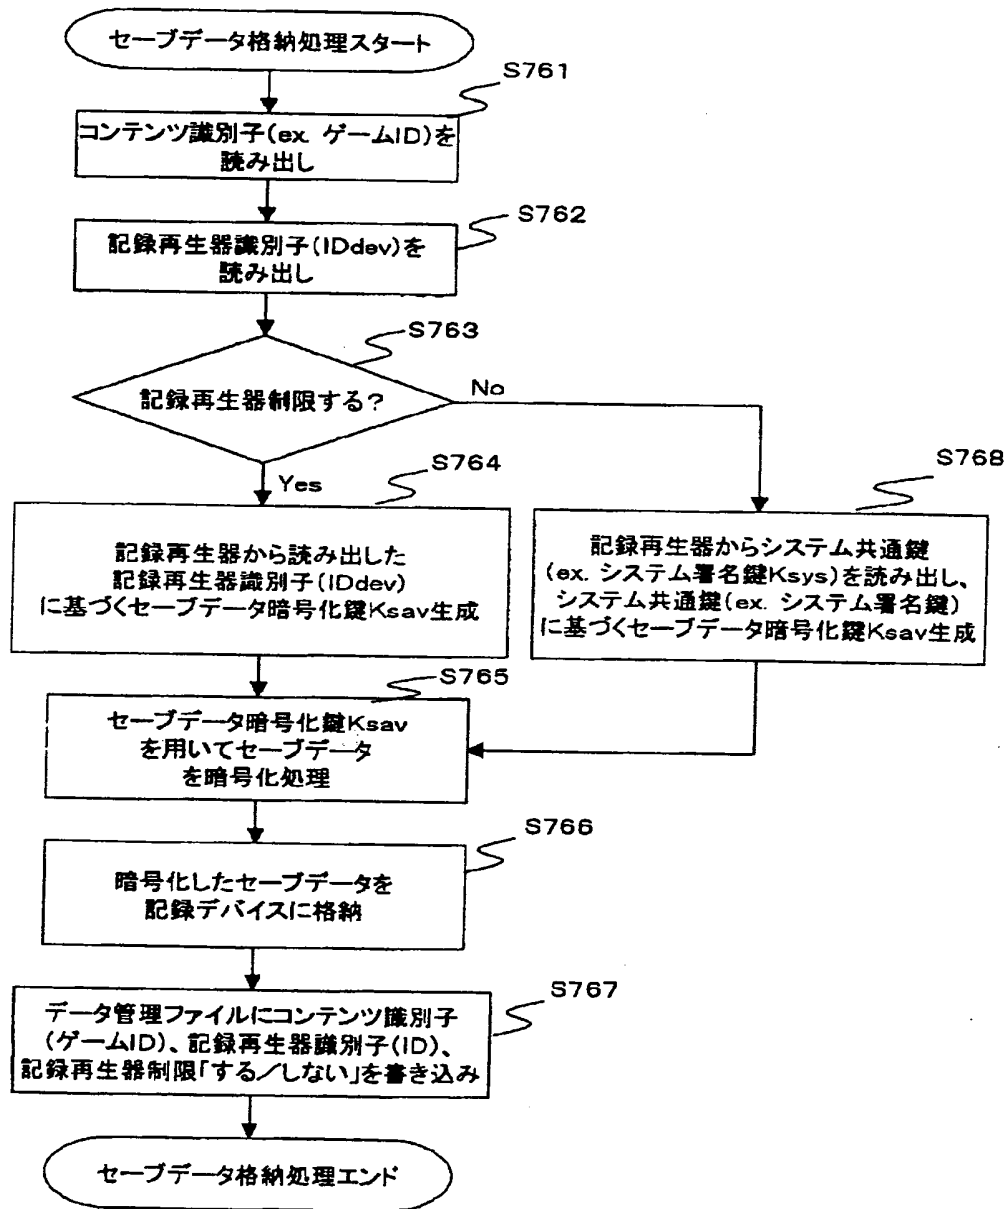 セーブデータ格納処理スタート
S761
コンテンツ識別子(ex. ゲームID)を
読み出し
S762
記録再生器識別子(IDdev)を
読み出し
S763
記録再生器制限する?
No
Yes
S764
記録再生器から読み出した
記録再生器識別子(IDdev)
に基づくセーブデータ暗号化鍵Ksav生成
S768
記録再生器からシステム共通鍵
(ex. システム署名鍵Ksys)を読み出し、
システム共通鍵(ex. システム署名鍵)
に基づくセーブデータ暗号化鍵Ksav生成
S765
セーブデータ暗号化鍵Ksav
を用いてセーブデータ
を暗号化処理
S766
暗号化したセーブデータを
記録デバイスに格納
S767
データ管理ファイルにコンテンツ識別子
(ゲームID)、記録再生器識別子(ID)、
記録再生器制限「する/しない」を書き込み
セーブデータ格納処理エンド